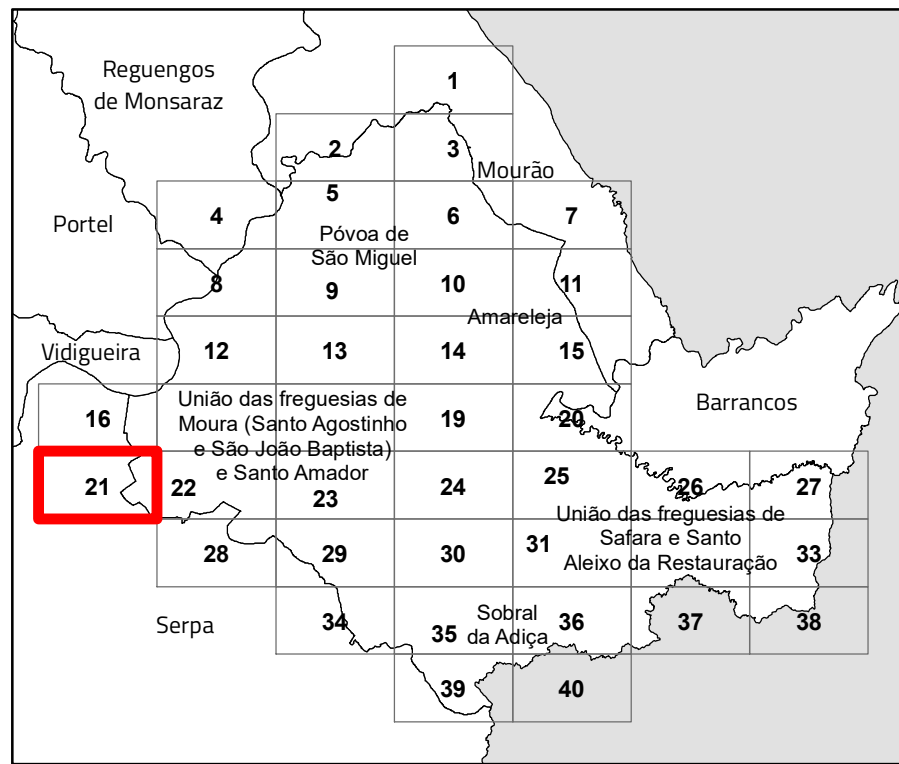 Reguengos
de Monsaraz
1
2
3
Mourão
5
4
6
7
Portel
Póvoa de
São Miguel
8
9
10
11
Amareleja
Vidigueira
12
13
14
15
16
União das freguesias de
Moura (Santo Agostinho
e São João Baptista)
e Santo Amador
19
20
Barrancos
21
22
23
24
25
26
27
União das freguesias de
Safara e Santo
Aleixo da Restauração
28
29
30
31
33
Serpa
34
35
Sobral
da Adiça
36
37
38
39
40